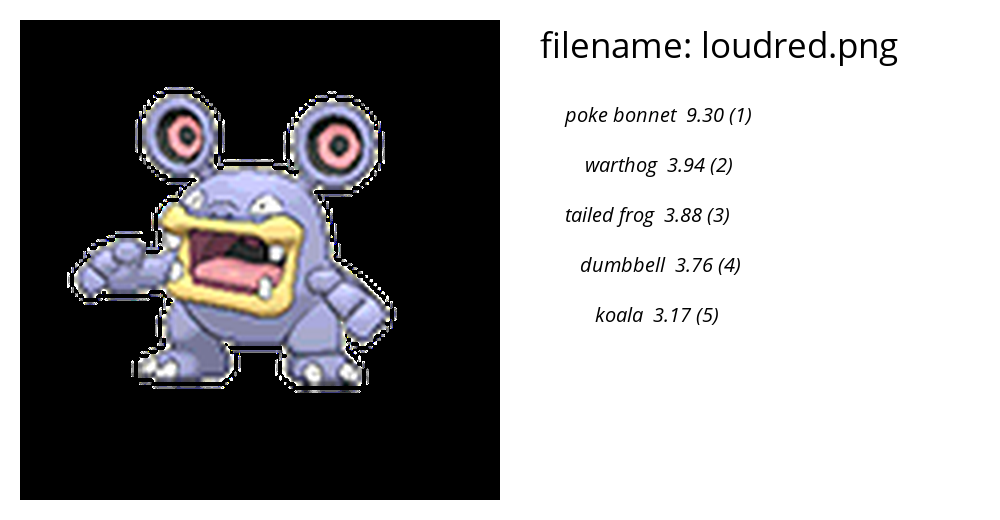 filename: loudred.png
poke bonnet 9.30 (1)
warthog 3.94 (2)
tailed frog 3.88 (3)
dumbbell 3.76 (4)
koala 3.17 (5)